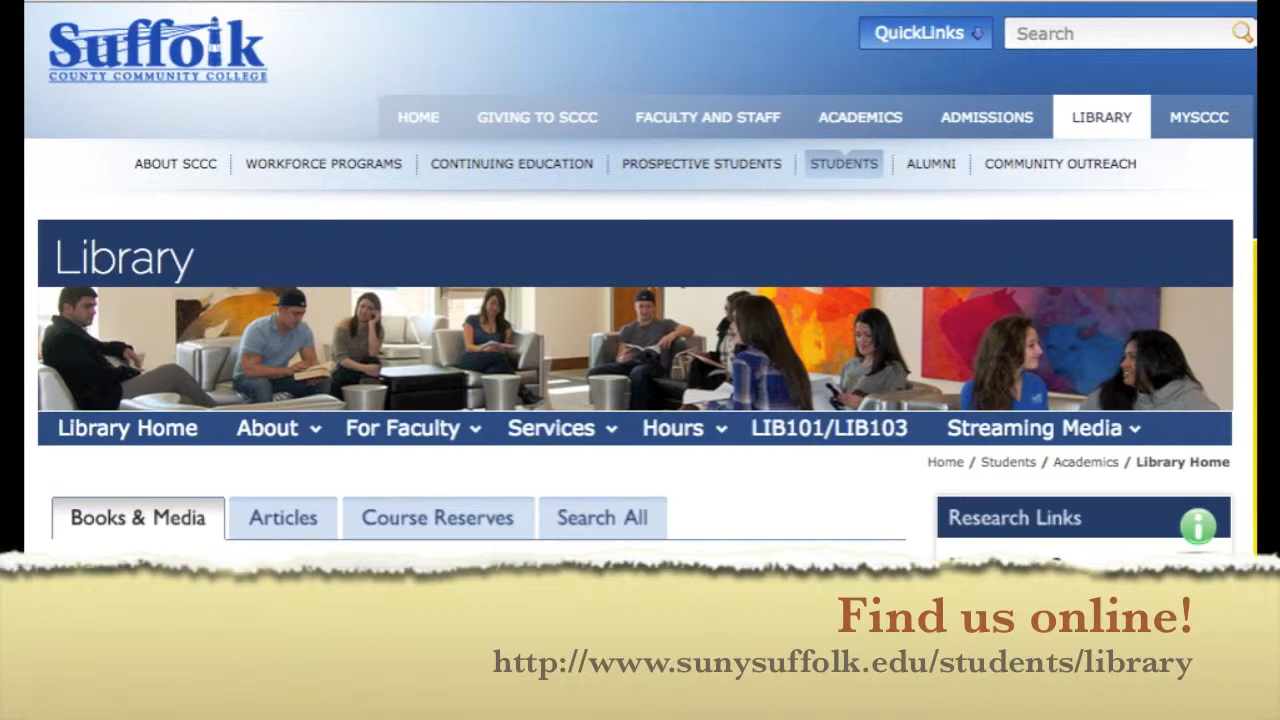 Suffolk
COUNTY COMMUNITY COLLEGE
QuickLinks
Search
HOME GIVING TO SCCC FACULTY AND STAFF ACADEMICS ADMISSIONS LIBRARY MYSCCC
ABOUT SCCC WORKFORCE PROGRAMS CONTINUING EDUCATION PROSPECTIVE STUDENTS STUDENTS ALUMNI COMMUNITY OUTREACH
Library
Library Home About For Faculty Services Hours LIB101/LIB103 Streaming Media
Home / Students / Academics / Library Home
Books & Media Articles Course Reserves Search All
Research Links
Find us online!
http://www.sunysuffolk.edu/students/library